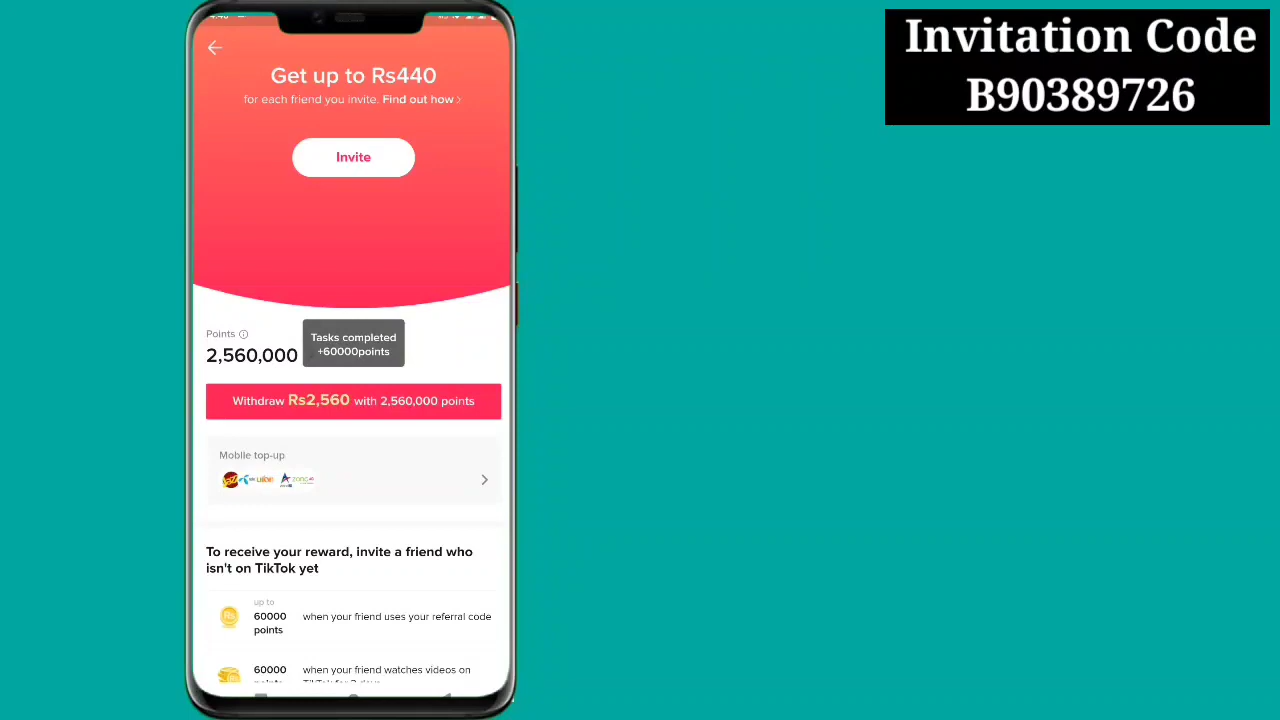 Invitation Code
B90389726
Get up to Rs440
for each friend you invite. Find out how >
Invite
Points
2,560,000
Tasks completed
+60000points
Withdraw Rs2,560 with 2,560,000 points
Mobile top-up
To receive your reward, invite a friend who
isn't on TikTok yet
up to
60000
points
when your friend uses your referral code
60000
when your friend watches videos on